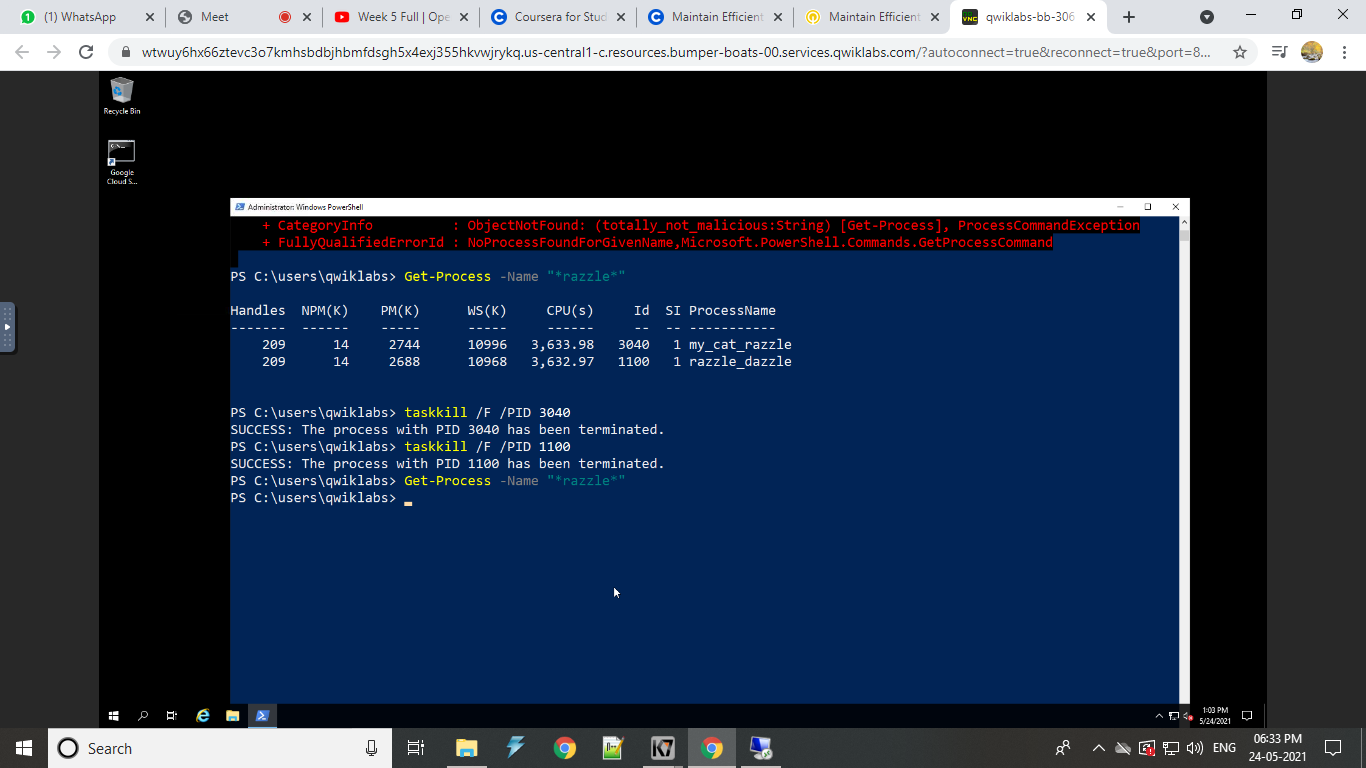 (1) WhatsApp
Meet
Week 5 Full | Ope
Coursera for Stud
Maintain Efficient
Maintain Efficient
VNC
qwiklabs-bb-306
wtwuy6hx66ztevc3o7kmhsbdbjhbmfdsgh5x4exj355hkvwjrykq.us-central1-c.resources.bumper-boats-00.services.qwiklabs.com/?autoconnect=true&reconnect=true&port=8...
Recycle Bin
Google
Cloud S...
Administrator: Windows PowerShell
+ CategoryInfo : ObjectNotFound: (totally_not_malicious:String) [Get-Process], ProcessCommandException
+ FullyQualifiedErrorId : NoProcessFoundForGivenName,Microsoft.PowerShell.Commands.GetProcessCommand
PS C:\users\qwiklabs> Get-Process -Name "*razzle*"
Handles NPM(K) PM(K) WS(K) CPU(s) Id SI ProcessName
------- ------ ----- ----- ------ -- -- -----------
209 14 2744 10996 3,633.98 3040 1 my_cat_razzle
209 14 2688 10968 3,632.97 1100 1 razzle_dazzle
PS C:\users\qwiklabs> taskkill /F /PID 3040
SUCCESS: The process with PID 3040 has been terminated.
PS C:\users\qwiklabs> taskkill /F /PID 1100
SUCCESS: The process with PID 1100 has been terminated.
PS C:\users\qwiklabs> Get-Process -Name "*razzle*"
PS C:\users\qwiklabs> _
1:03 PM
5/24/2021
Search
K7
ENG
06:33 PM
24-05-2021